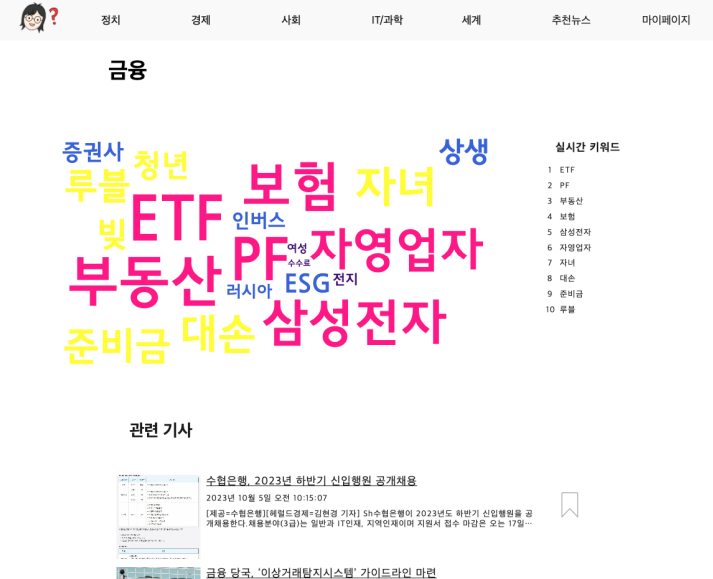 정치 경제 사회 IT/과학 세계 추천뉴스 마이페이지
금융
증권사
청년
상생
루블
보험
자녀
ETF
빚
인버스
PF
여성
자영업자
수수료
부동산
ESG
전지
러시아
삼성전자
준비금
대손
실시간 키워드
1 ETF
2 PF
3 부동산
4 보험
5 삼성전자
6 자영업자
7 자녀
8 대손
9 준비금
10 루블
관련 기사
수협은행, 2023년 하반기 신입행원 공개채용
2023년 10월 5일 오전 10:15:07
[제공=수협은행][헤럴드경제=김현경 기자] Sh수협은행이 2023년도 하반기 신입행원을 공
개채용한다.채용분야(3급)는 일반과 IT인재, 지역인재이며 지원서 접수 마감은 오는 17일...
금융 당국, '이상거래탐지시스템' 가이드라인 마련